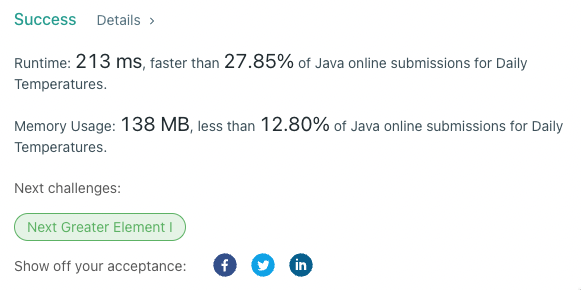 Success Details >
Runtime: 213 ms, faster than 27.85% of Java online submissions for Daily
Temperatures.
Memory Usage: 138 MB, less than 12.80% of Java online submissions for Daily
Temperatures.
Next challenges:
Next Greater Element I
Show off your acceptance: f in